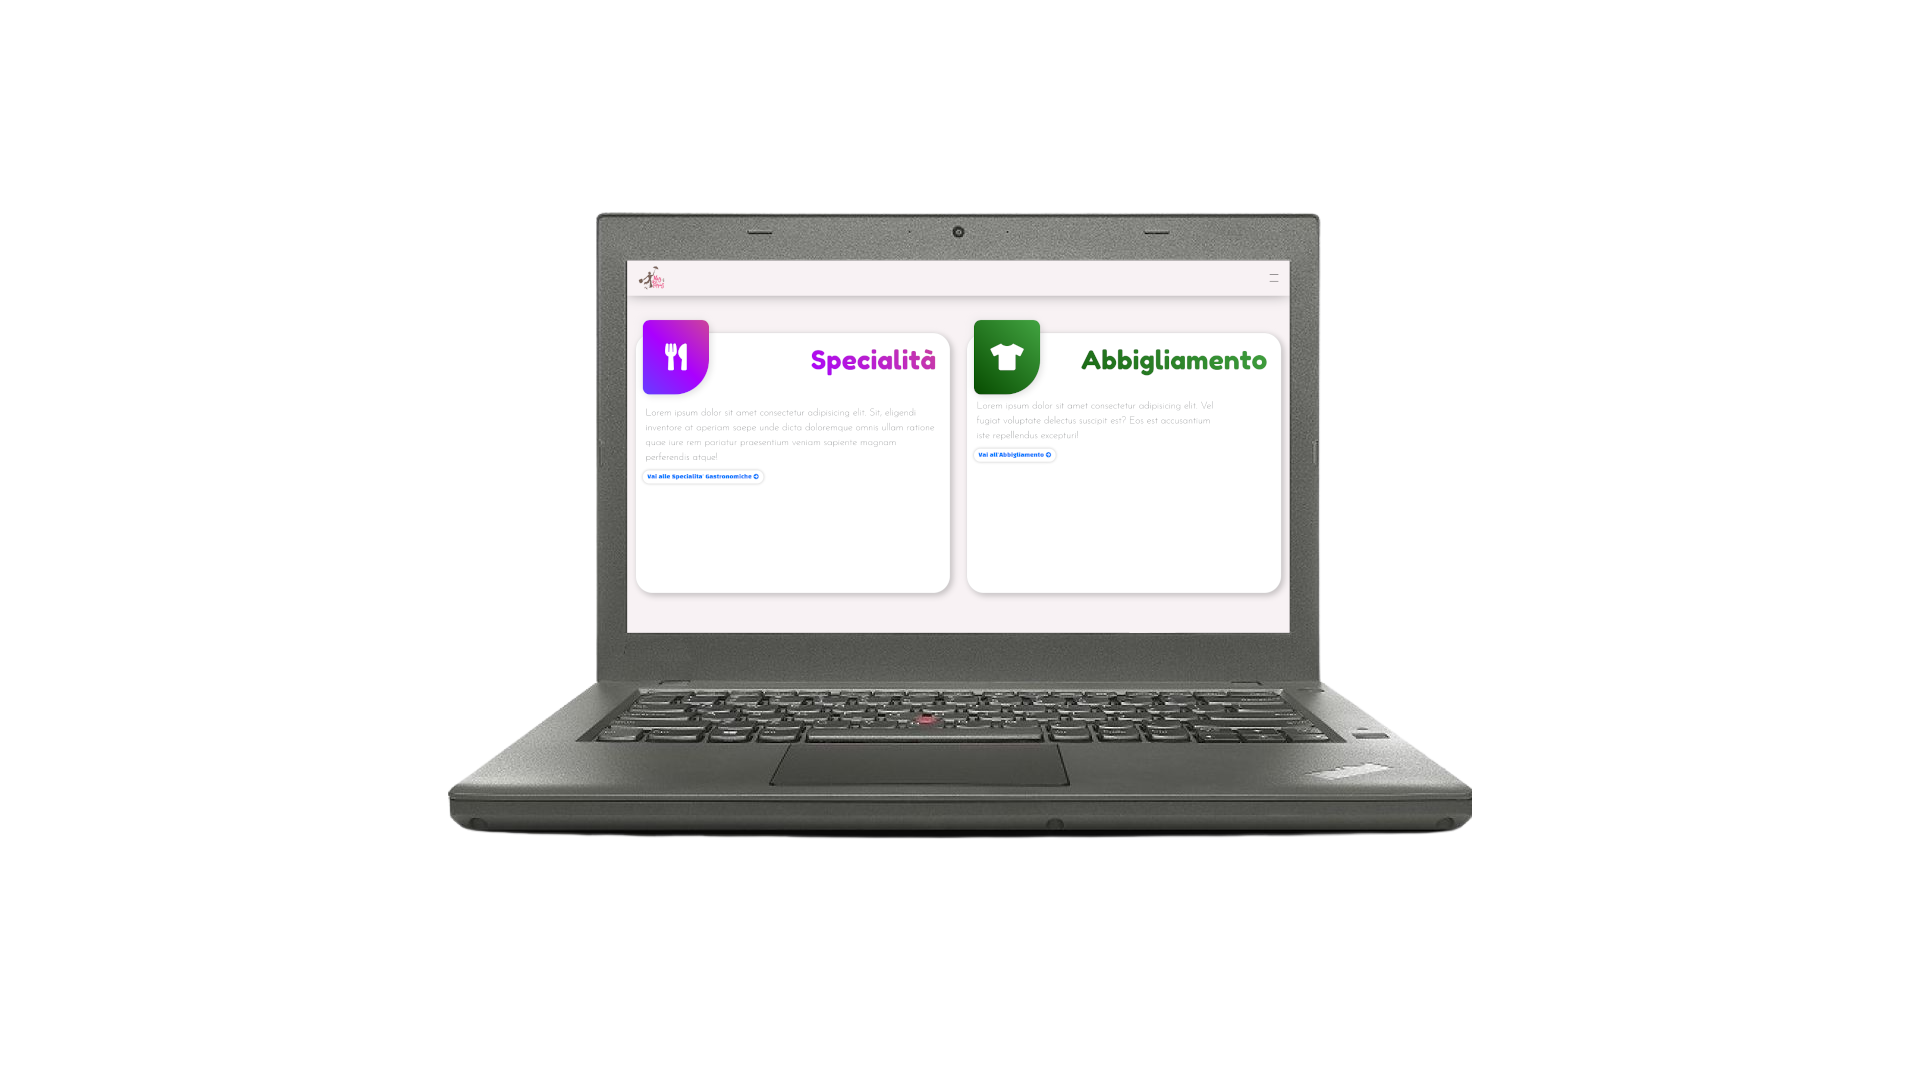 Specialità
Lorem ipsum dolor sit amet consectetur adipisicing elit. Sit, eligendi
inventore at aperiam saepe unde dicta doloremque omnis ullam ratione
quae iure rem pariatur praesentium veniam sapiente magnam
perferendis atque!
Vai alle Specialita' Gastronomiche
Abbigliamento
Lorem ipsum dolor sit amet consectetur adipisicing elit. Vel
fugiat voluptate delectus suscipit est? Eos est accusantium
iste repellendus excepturi!
Vai all'Abbigliamento